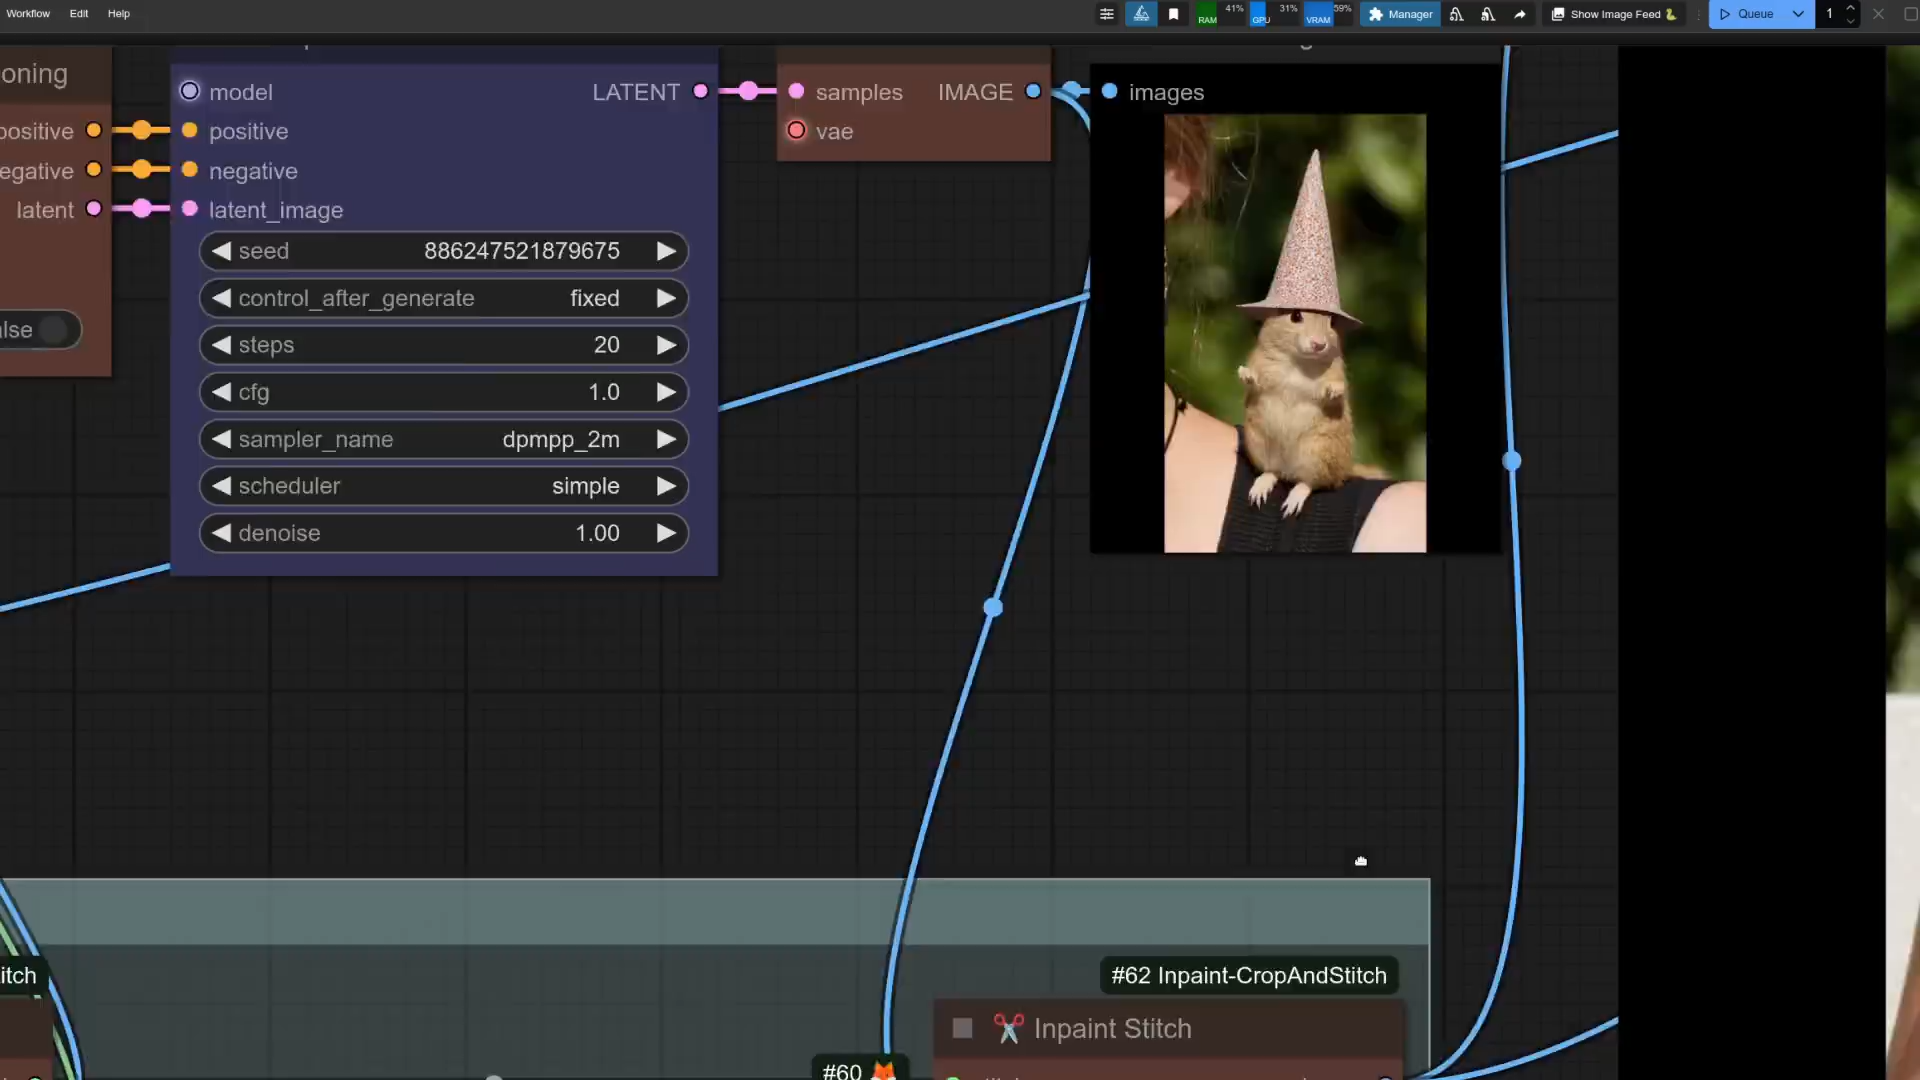 Workflow Edit Help
RAM 41% GPU 31% VRAM 59% Manager Show Image Feed Queue 1
oning
positive
egative
latent
alse
model LATENT
positive
negative
latent_image
seed 886247521879675
control_after_generate fixed
steps 20
cfg 1.0
sampler_name dpmpp_2m
scheduler simple
denoise 1.00
samples IMAGE
vae
images
itch
#62 Inpaint-CropAndStitch
Inpaint Stitch
#60